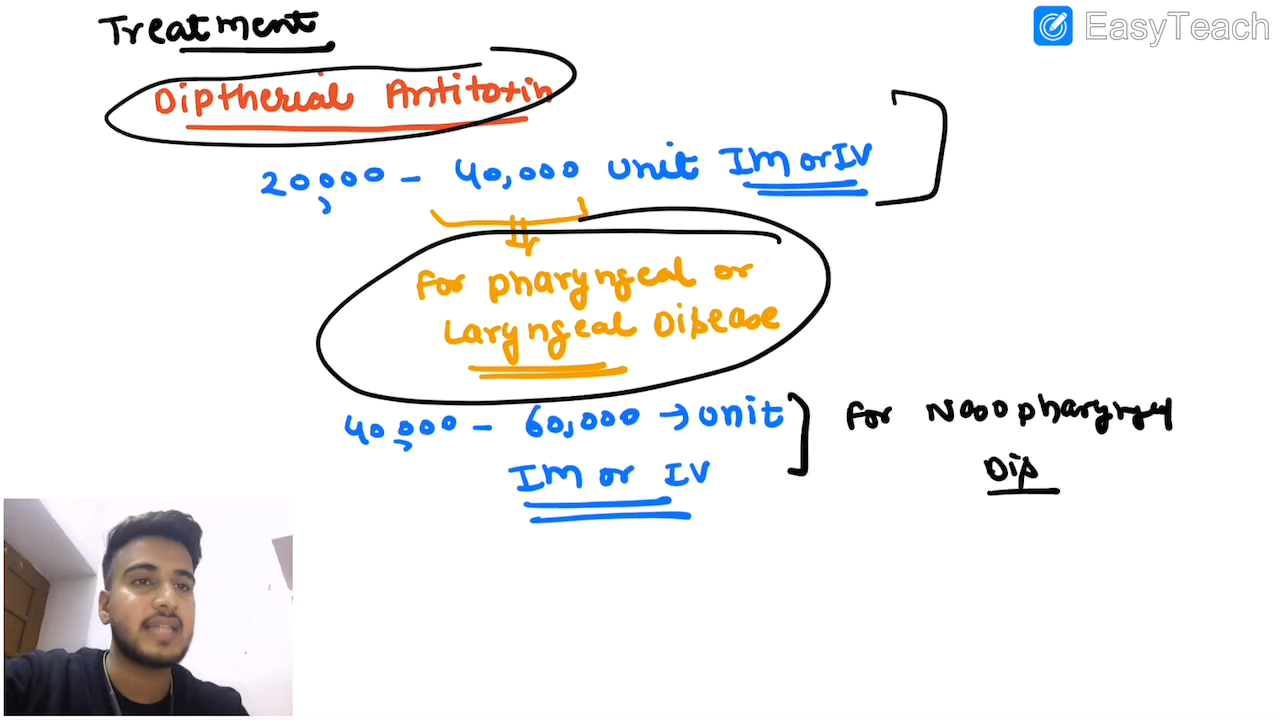 Treatment
EasyTeach
Diptherial Antitoxin
20,000 - 40,000 unit IM or IV
for pharyngeal or
Laryngeal Disease
40,000 - 60,000 → unit
IM or IV
for
Dip